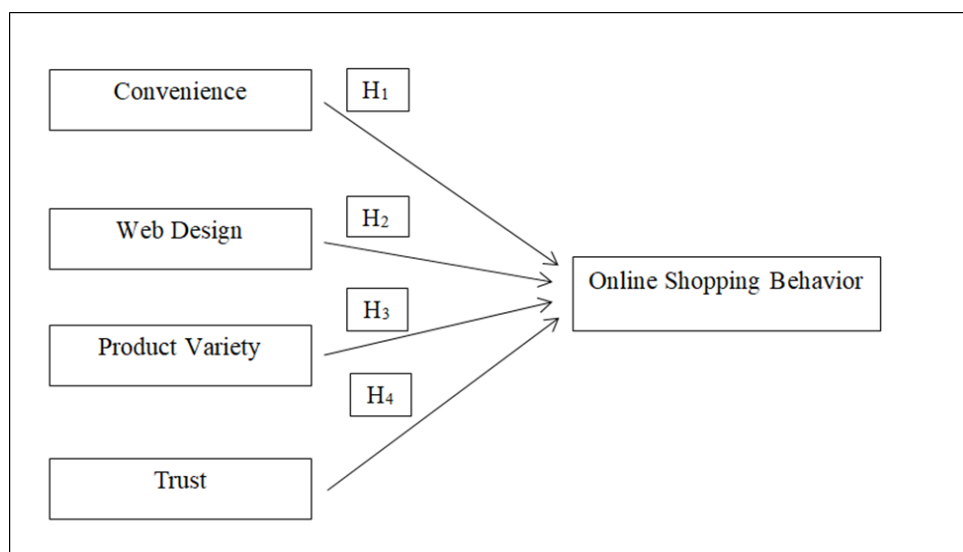 Convenience
H₁
Web Design
H₂
Online Shopping Behavior
Product Variety
H₃
H₄
Trust